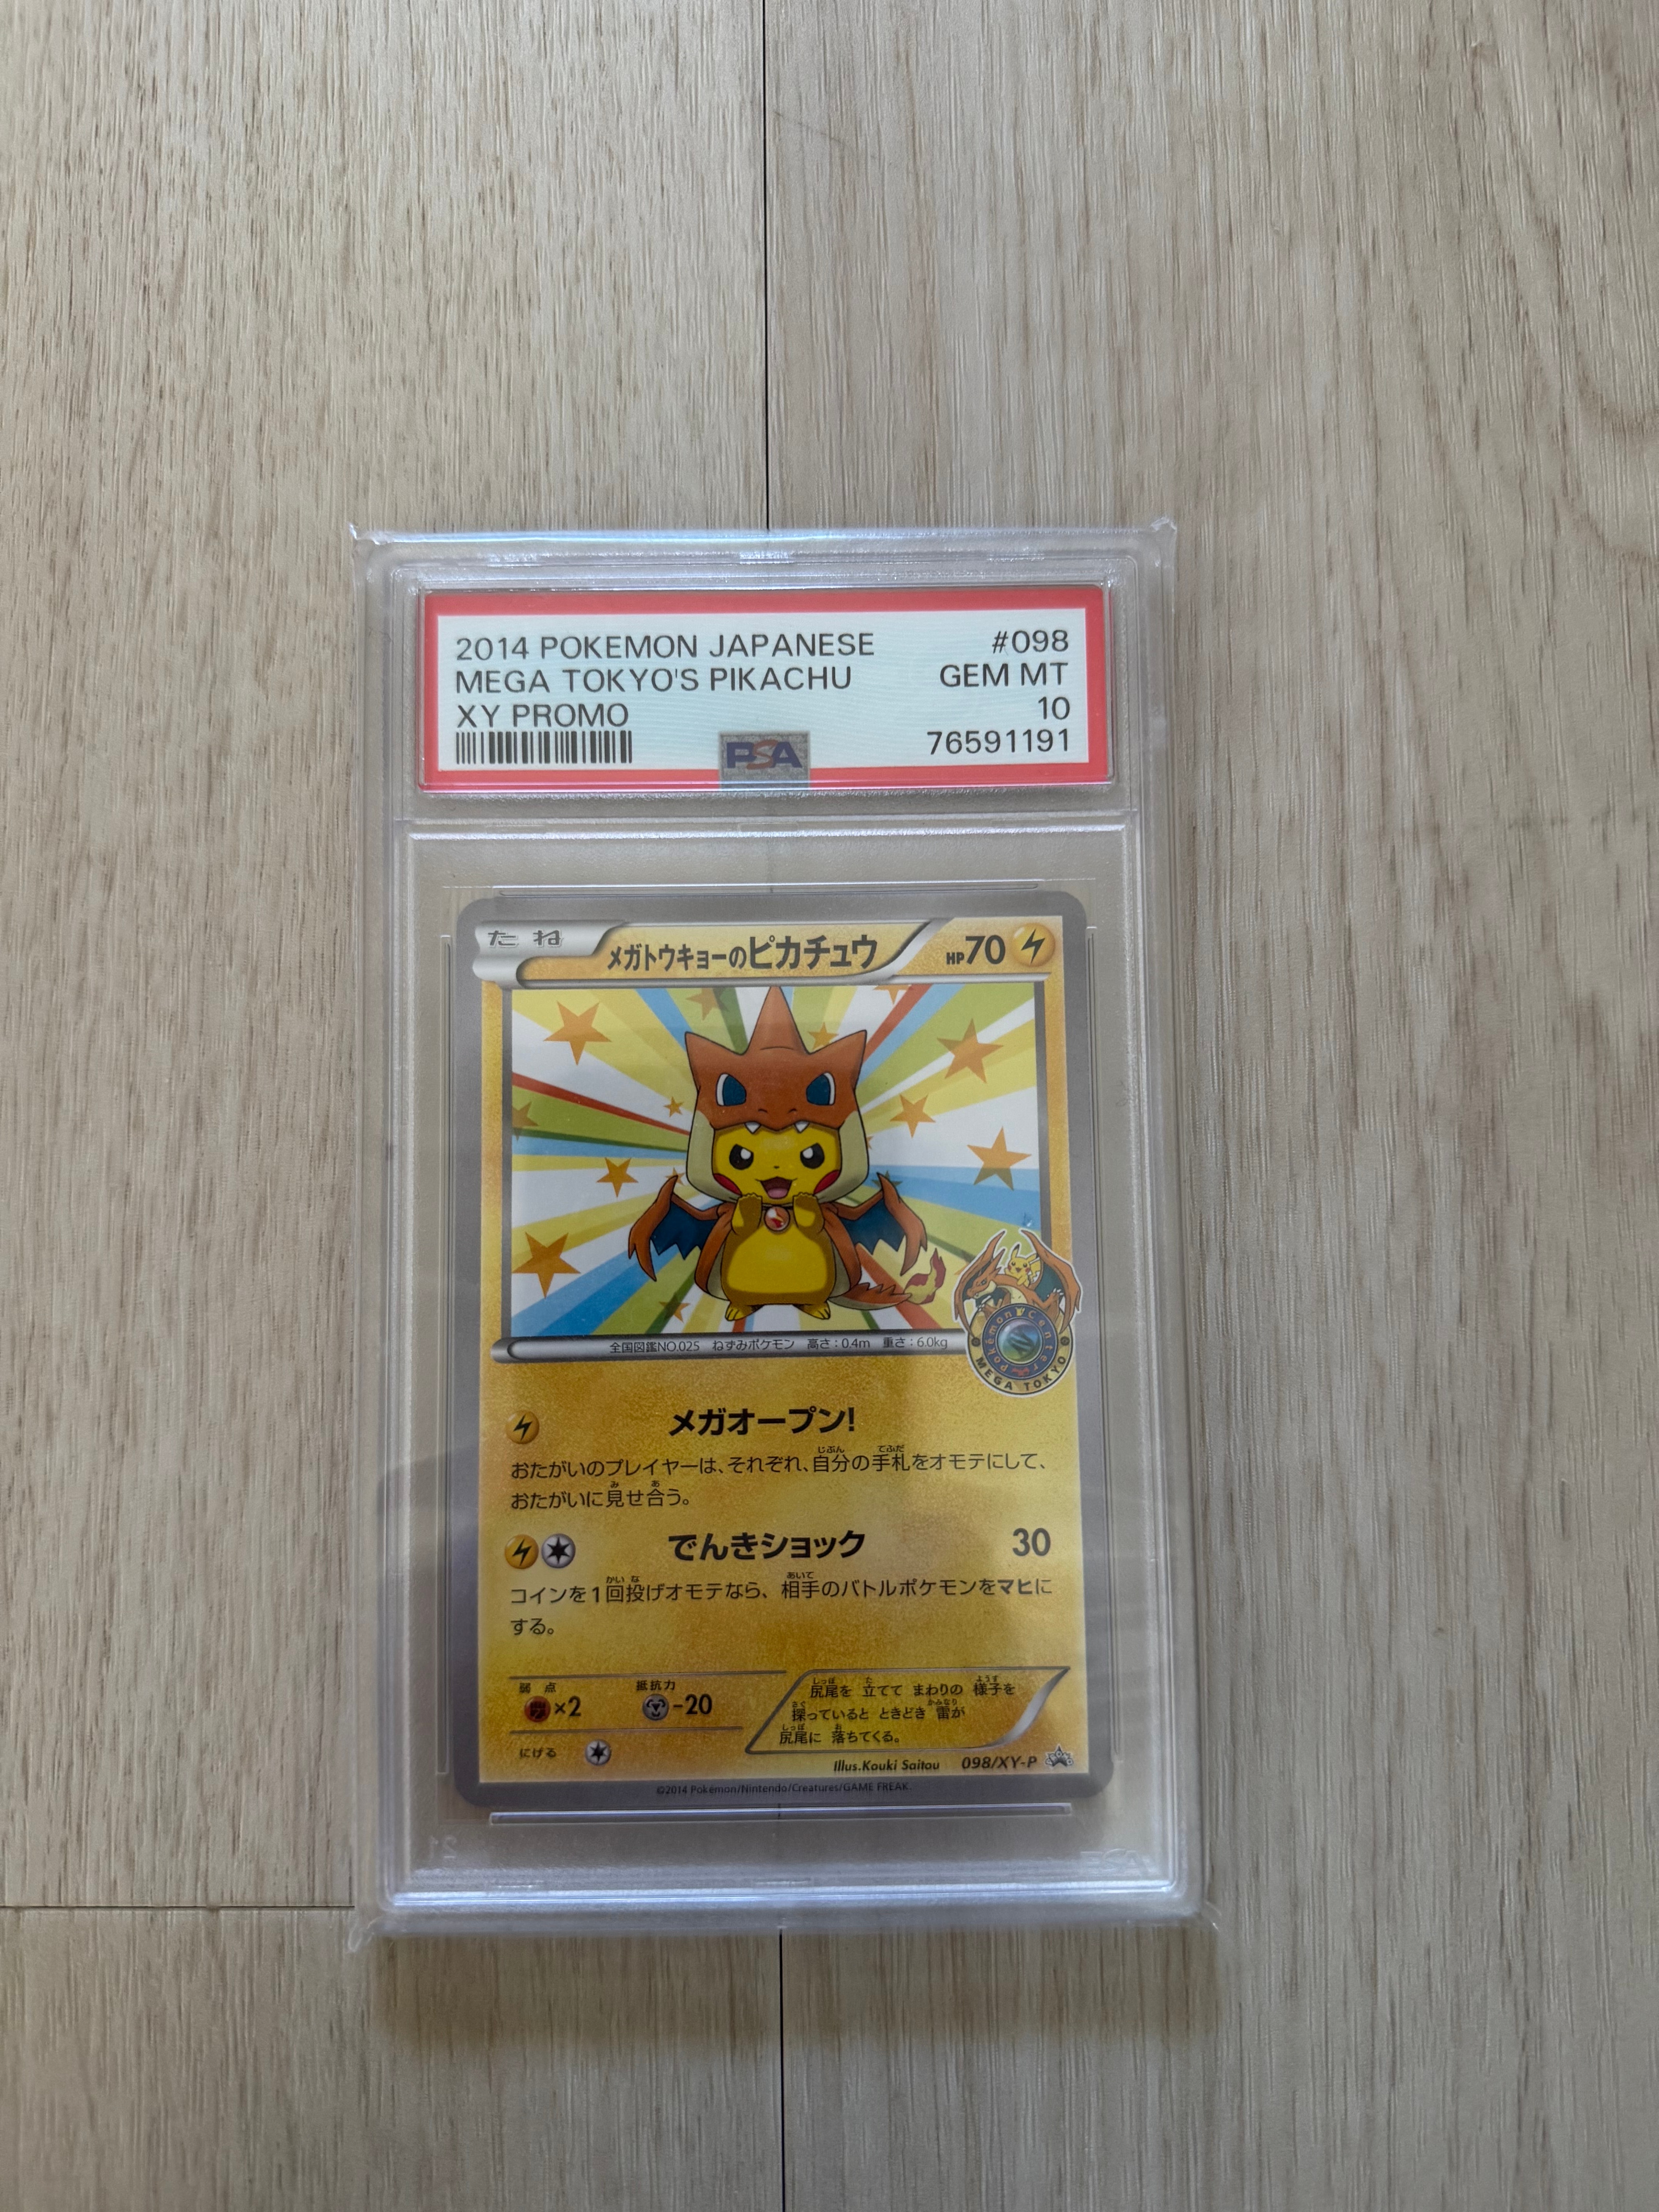 2014 POKEMON JAPANESE #098
MEGA TOKYO'S PIKACHU GEM MT
XY PROMO 10
76591191
PSA
たね メガトウキョーのピカチュウ HP70
Pokémon Center
MEGA TOKYO
全国図鑑NO.025 ねずみポケモン 高さ：0.4m 重さ：6.0kg
メガオープン!
おたがいのプレイヤーは、それぞれ、自分の手札をオモテにして、
おたがいに見せ合う。
でんきショック 30
コインを1回投げオモテなら、相手のバトルポケモンをマヒに
する。
弱点 ×2 抵抗力 -20
尻尾を 立てて まわりの 様子を
探っていると ときどき 雷が
尻尾に 落ちてくる。
にげる
Illus.Kouki Saitou 098/XY-P
©2014 Pokémon/Nintendo/Creatures/GAME FREAK.